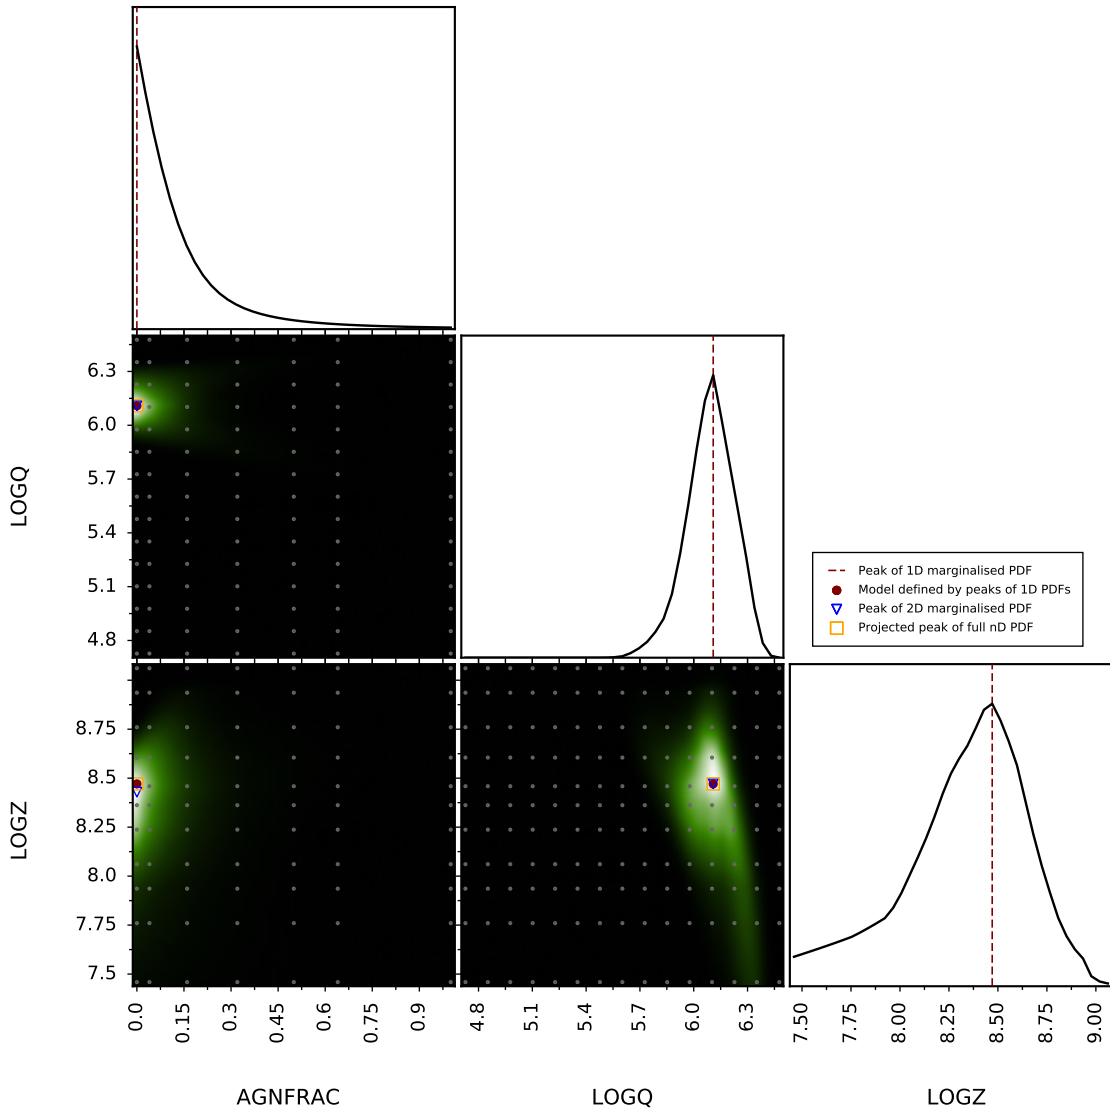 6.3
6.0
5.7
5.4
5.1
4.8
LOGQ
Peak of 1D marginalised PDF
Model defined by peaks of 1D PDFs
Peak of 2D marginalised PDF
Projected peak of full nD PDF
8.75
8.5
8.25
8.0
7.75
7.5
LOGZ
0.0 0.15 0.3 0.45 0.6 0.75 0.9
4.8 5.1 5.4 5.7 6.0 6.3
7.50 7.75 8.00 8.25 8.50 8.75 9.00
AGNFRAC
LOGQ
LOGZ